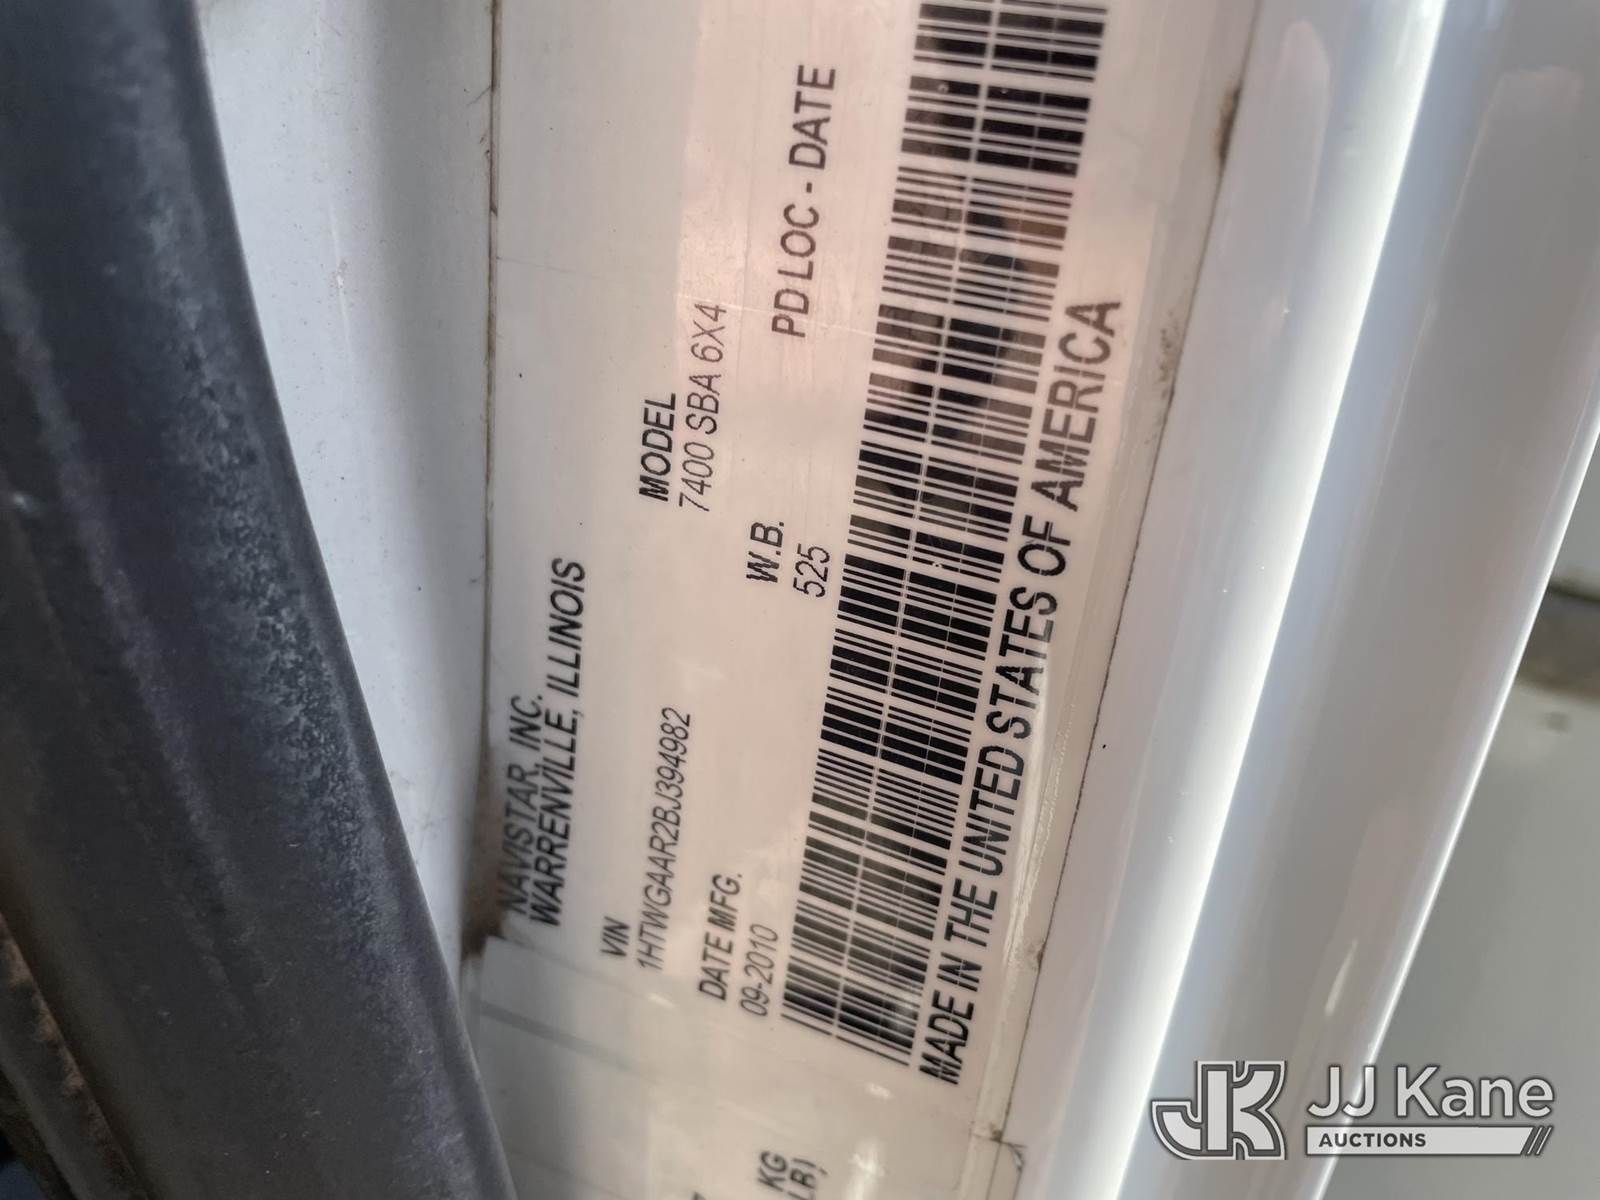 NAVISTAR, INC.
WARRENVILLE, ILLINOIS
VIN
1HTWGAAR2BJ394982
MODEL
7400 SBA 6X4
DATE MFG.
09-2010
W.B.
525
PD LOC - DATE
MADE IN THE UNITED STATES OF AMERICA
KG
JJ Kane
AUCTIONS